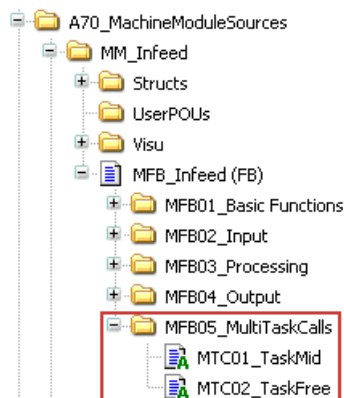 A70_MachineModuleSources
MM_Infeed
Structs
UserPOUs
Visu
MFB_Infeed (FB)
MFB01_Basic Functions
MFB02_Input
MFB03_Processing
MFB04_Output
MFB05_MultiTaskCalls
MTC01_TaskMid
MTC02_TaskFree